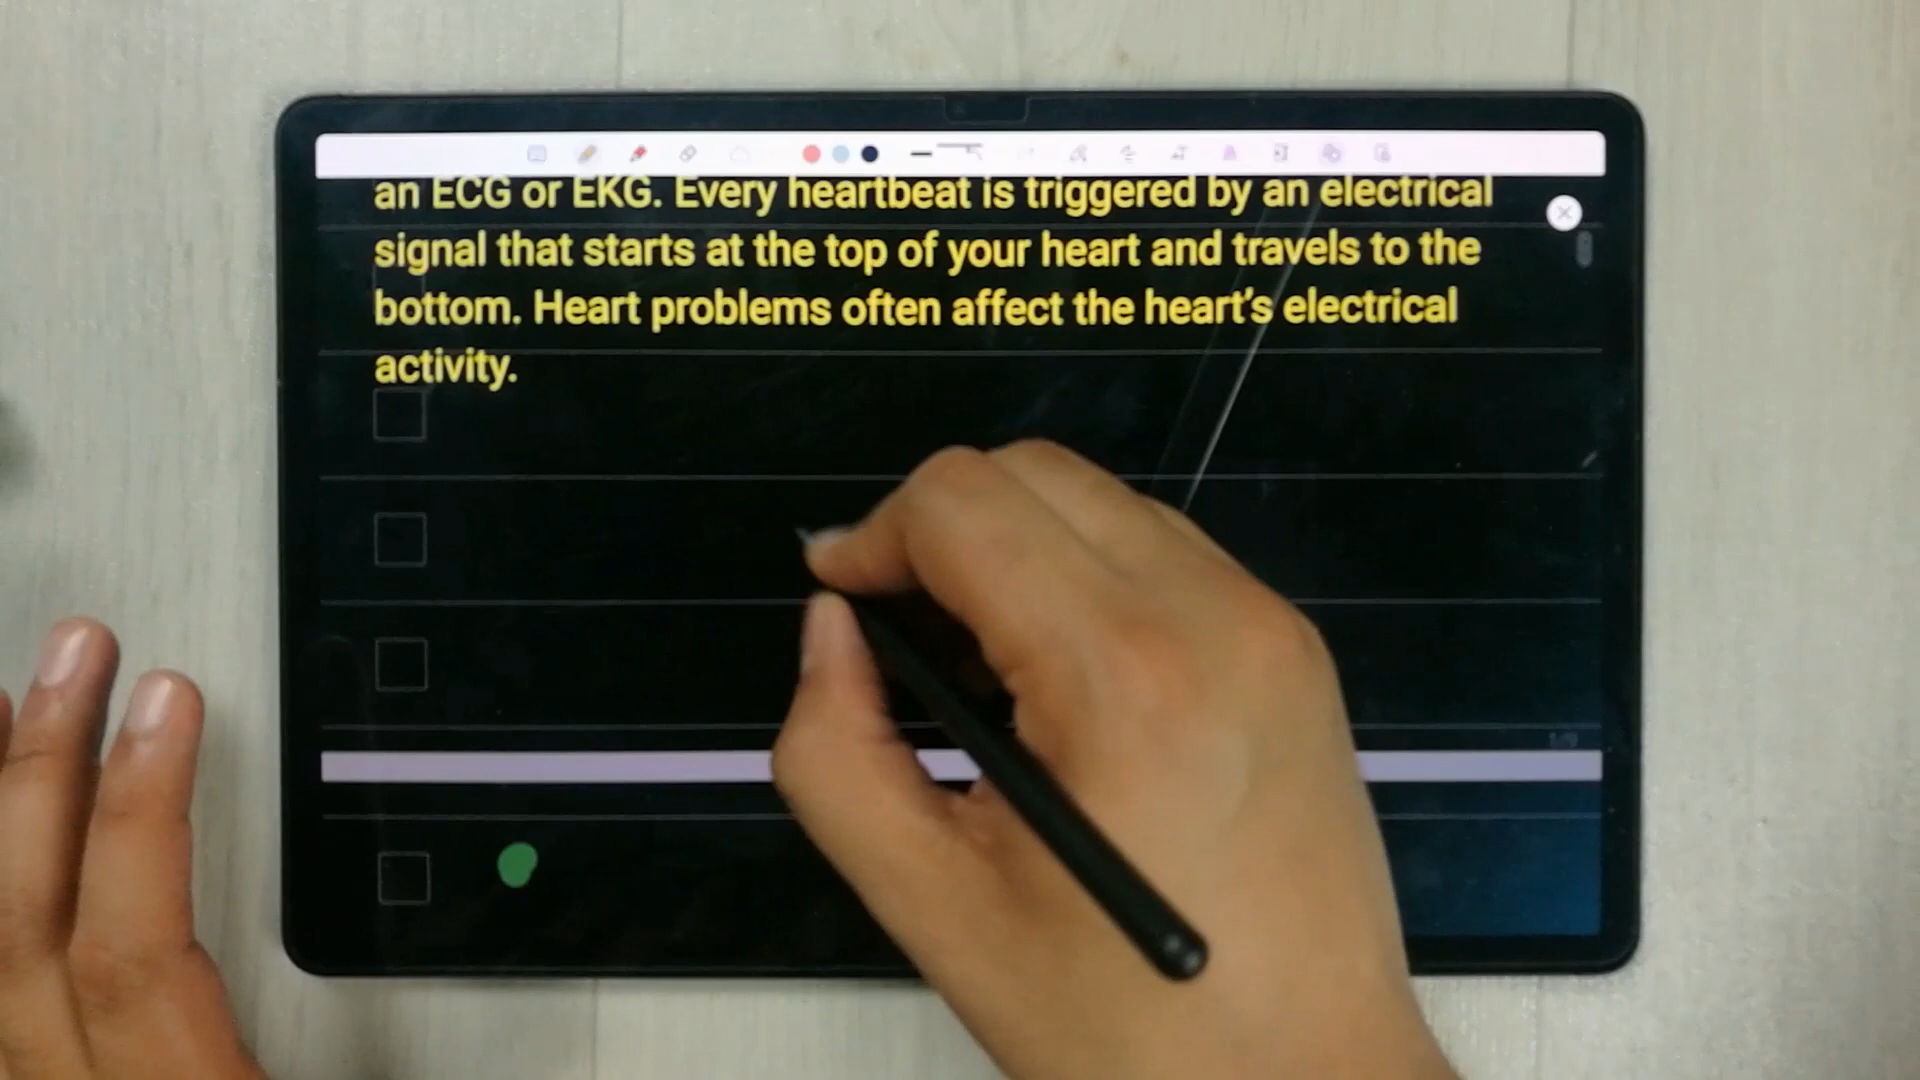 an ECG or EKG. Every heartbeat is triggered by an electrical
signal that starts at the top of your heart and travels to the
bottom. Heart problems often affect the heart's electrical
activity.